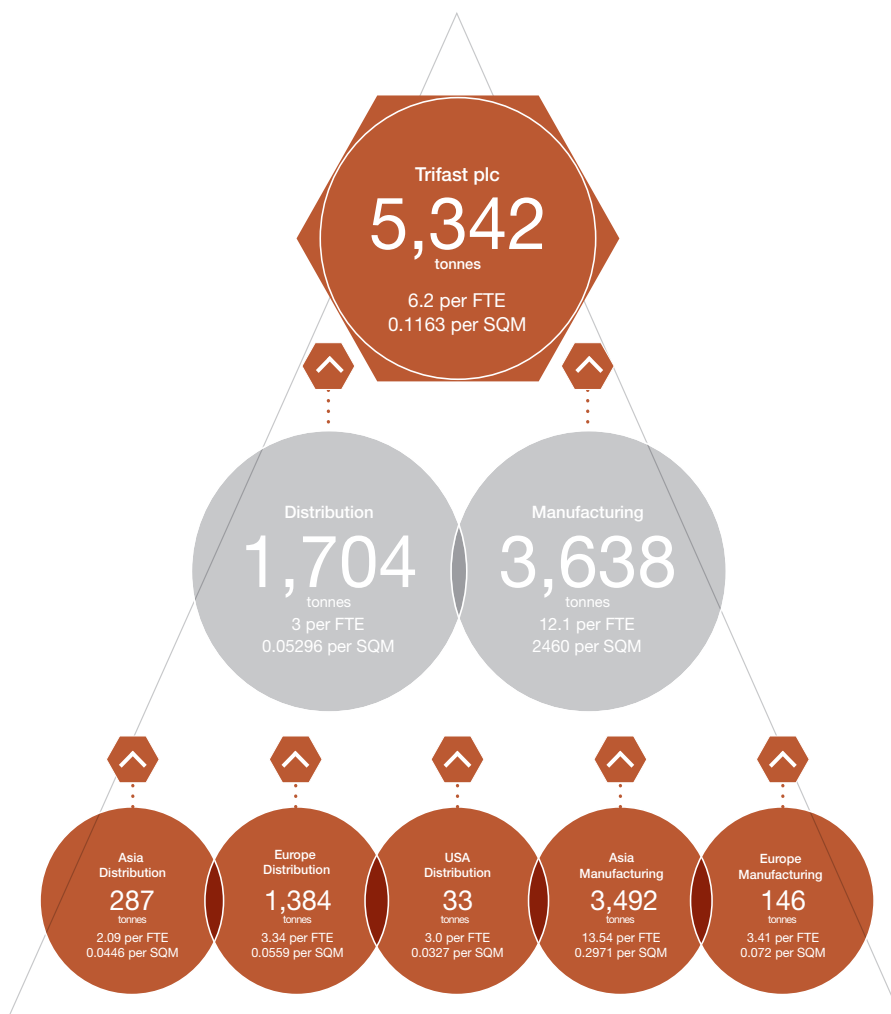 Trifast plc
5,342
tonnes
6.2 per FTE
0.1163 per SQM
Distribution
1,704
tonnes
3 per FTE
0.05296 per SQM
Manufacturing
3,638
tonnes
12.1 per FTE
2460 per SQM
Asia
Distribution
287
tonnes
2.09 per FTE
0.0446 per SQM
Europe
Distribution
1,384
tonnes
3.34 per FTE
0.0559 per SQM
USA
Distribution
33
tonnes
3.0 per FTE
0.0327 per SQM
Asia
Manufacturing
3,492
tonnes
13.54 per FTE
0.2971 per SQM
Europe
Manufacturing
146
tonnes
3.41 per FTE
0.072 per SQM